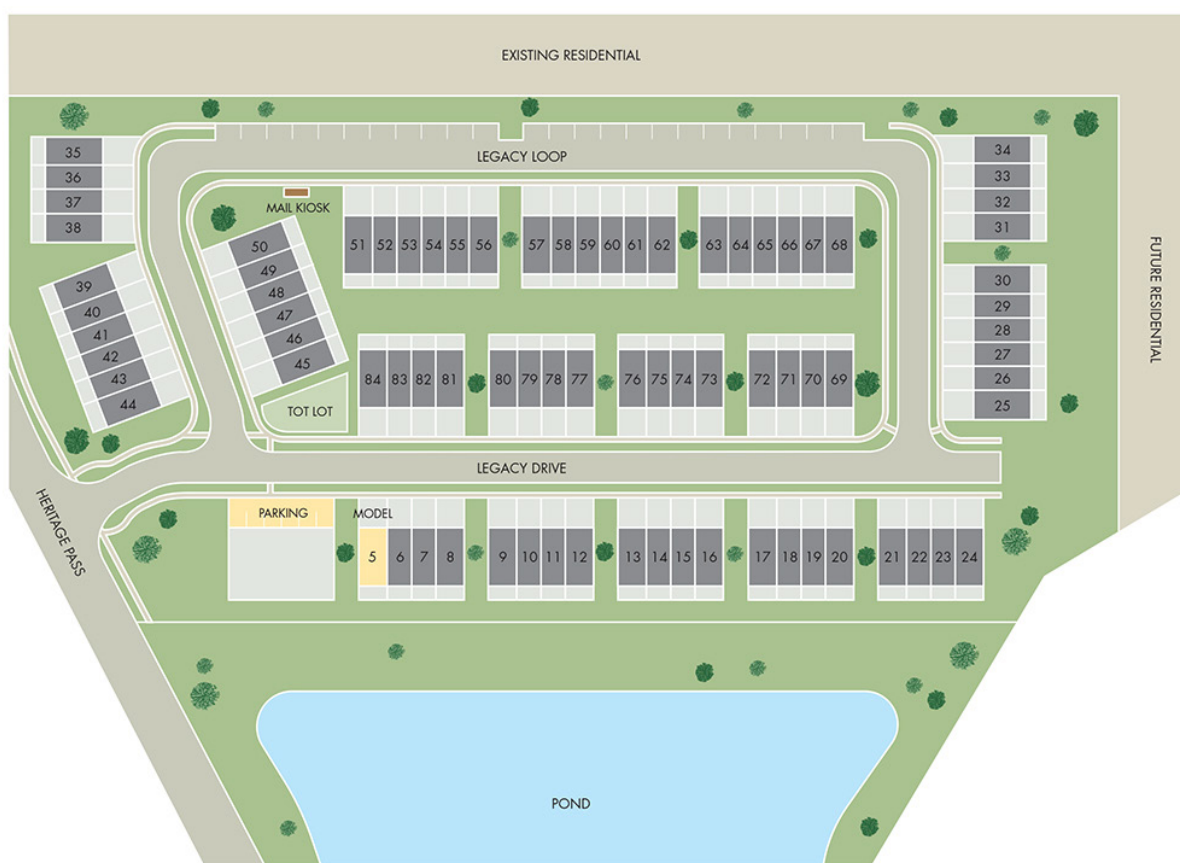 EXISTING RESIDENTIAL
LEGACY LOOP
MAIL KIOSK
35
36
37
38
34
33
32
31
51 52 53 54 55 56 57 58 59 60 61 62 63 64 65 66 67 68
50
49
48
47
46
45
39
40
41
42
43
44
30
29
28
27
26
25
FUTURE RESIDENTIAL
84 83 82 81 80 79 78 77 76 75 74 73 72 71 70 69
TOT LOT
LEGACY DRIVE
HERITAGE PASS
PARKING
MODEL
5 6 7 8 9 10 11 12 13 14 15 16 17 18 19 20 21 22 23 24
POND